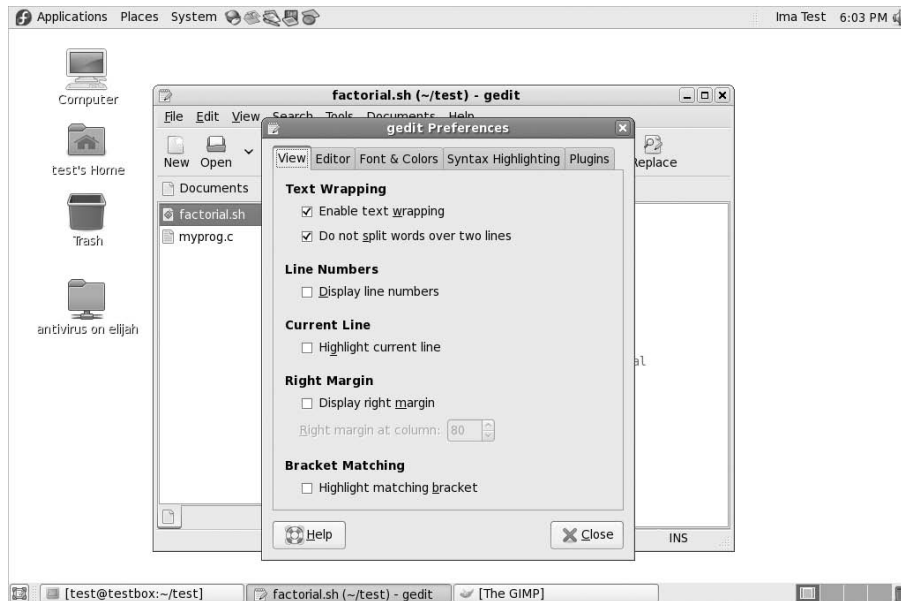 Applications Places System
Ima Test 6:03 PM
Computer
test's Home
Trash
antivirus on elijah
factorial.sh (~/test) - gedit
File Edit View Search Tools Documents Help
New Open
Replace
Documents
factorial.sh
myprog.c
gedit Preferences
View Editor Font & Colors Syntax Highlighting Plugins
Text Wrapping
Enable text wrapping
Do not split words over two lines
Line Numbers
Display line numbers
Current Line
Highlight current line
Right Margin
Display right margin
Right margin at column: 80
Bracket Matching
Highlight matching bracket
Help
Close
al
INS
[test@testbox:~/test]
factorial.sh (~/test) - gedit
[The GIMP]